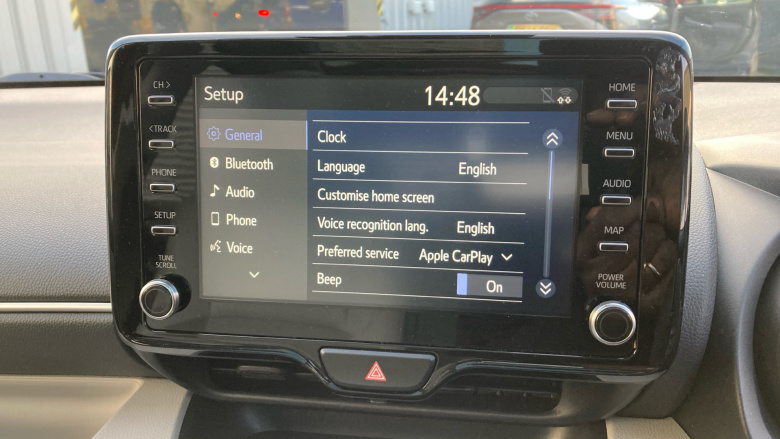 Setup 14:48
CH >
< TRACK
PHONE
SETUP
TUNE
SCROLL
General
Bluetooth
Audio
Phone
Voice
Clock
Language English
Customise home screen
Voice recognition lang. English
Preferred service Apple CarPlay
Beep On
HOME
MENU
AUDIO
MAP
POWER
VOLUME